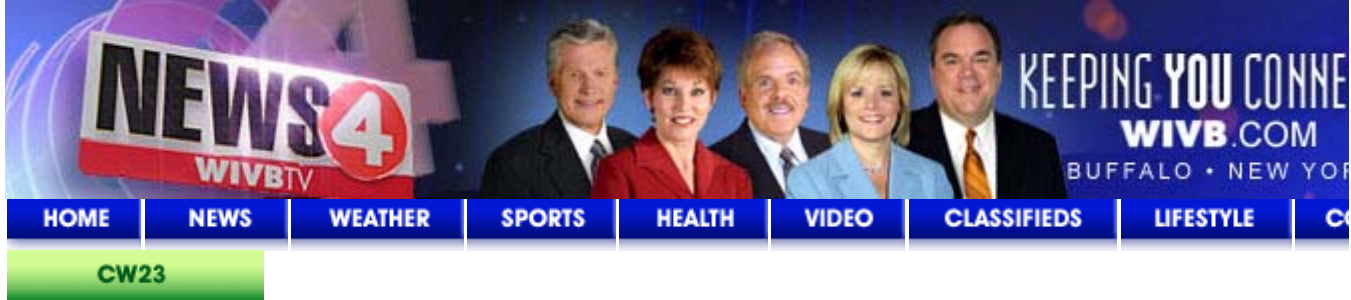 NEWS 4
WIVBTV
KEEPING YOU CONNE
WIVB.COM
BUFFALO • NEW YOR
HOME NEWS WEATHER SPORTS HEALTH VIDEO CLASSIFIEDS LIFESTYLE CO
CW23